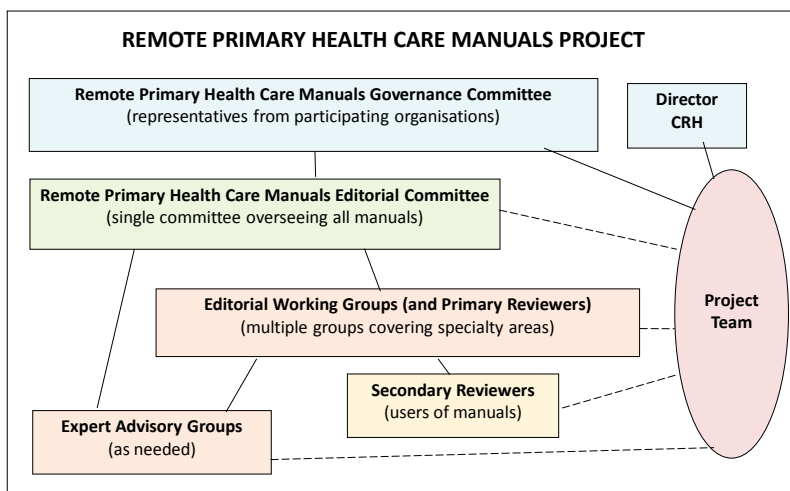 REMOTE PRIMARY HEALTH CARE MANUALS PROJECT
Remote Primary Health Care Manuals Governance Committee
(representatives from participating organisations)
Director
CRH
Remote Primary Health Care Manuals Editorial Committee
(single committee overseeing all manuals)
Editorial Working Groups (and Primary Reviewers)
(multiple groups covering specialty areas)
Project
Team
Secondary Reviewers
(users of manuals)
Expert Advisory Groups
(as needed)